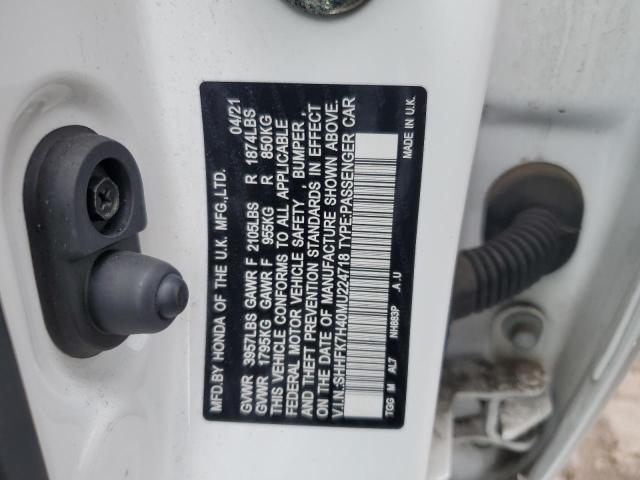 MFD.BY HONDA OF THE U.K. MFG.,LTD. 04/21
GVWR 3957LBS GAWR F 2105LBS R 1874LBS
GVWR 1795KG GAWR F 955KG R 850KG
THIS VEHICLE CONFORMS TO ALL APPLICABLE
FEDERAL MOTOR VEHICLE SAFETY , BUMPER ,
AND THEFT PREVENTION STANDARDS IN EFFECT
ON THE DATE OF MANUFACTURE SHOWN ABOVE.
V.I.N.:SHHFK7H40MU224718 TYPE:PASSENGER CAR
TGG M AL7 NH883P .A.U MADE IN U.K.